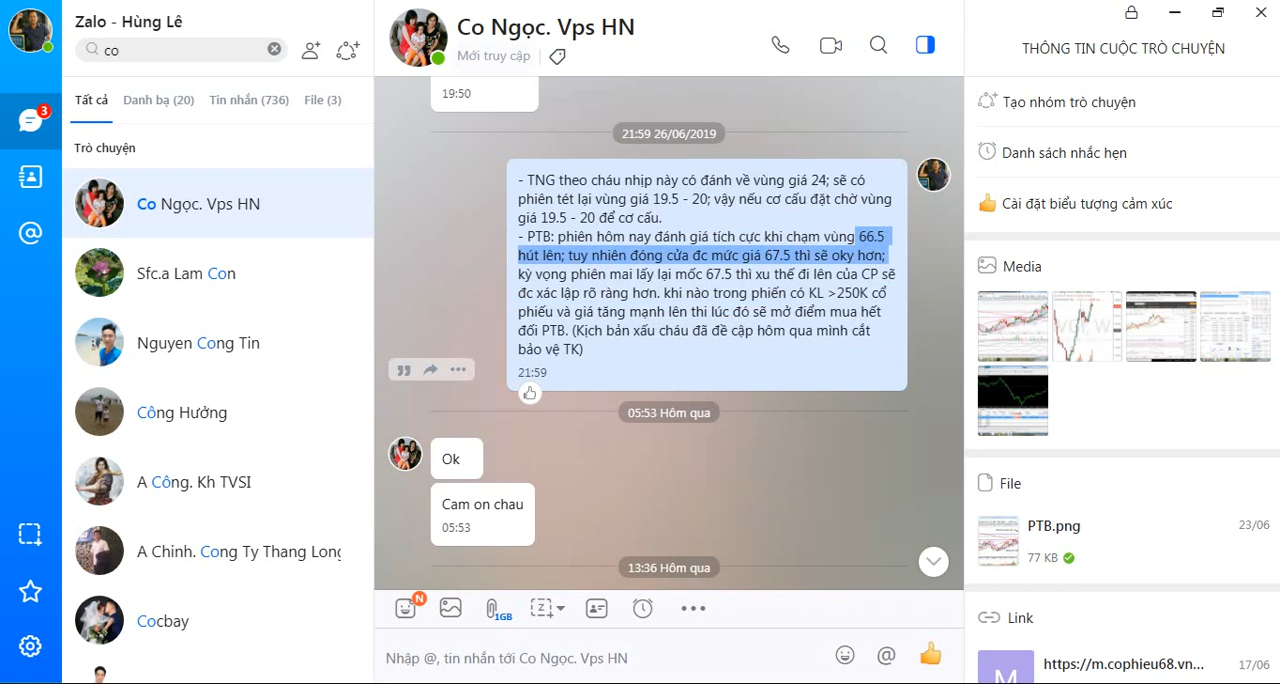 Zalo - Hùng Lê
co
3
Tất cả
Danh bạ (20)
Tin nhắn (736)
File (3)
Trò chuyện
Co Ngọc. Vps HN
Sfc.a Lam Con
Nguyen Cong Tin
Công Hưởng
A Công. Kh TVSI
A Chinh. Cong Ty Thang Long
Cocbay
Co Ngọc. Vps HN
Mới truy cập
19:50
21:59 26/06/2019
- TNG theo cháu nhịp này có đánh về vùng giá 24; sẽ có
phiên tét lại vùng giá 19.5 - 20; vậy nếu cơ cấu đặt chờ vùng
giá 19.5 - 20 để cơ cấu.
- PTB: phiên hôm nay đánh giá tích cực khi chạm vùng 66.5
hút lên; tuy nhiên đóng cửa đc mức giá 67.5 thì sẽ oky hơn;
kỳ vọng phiên mai lấy lại mốc 67.5 thì xu thế đi lên của CP sẽ
đc xác lập rõ ràng hơn. khi nào trong phiên có KL >250K cổ
phiếu và giá tăng mạnh lên thì lúc đó sẽ mở điểm mua hết
đối PTB. (Kịch bản xấu cháu đã đề cập hôm qua mình cắt
bảo vệ TK)
21:59
05:53 Hôm qua
Ok
Cam on chau
05:53
13:36 Hôm qua
N
1GB
Z
Nhập @, tin nhắn tới Co Ngọc. Vps HN
THÔNG TIN CUỘC TRÒ CHUYỆN
Tạo nhóm trò chuyện
Danh sách nhắc hẹn
Cài đặt biểu tượng cảm xúc
Media
File
PTB.png
23/06
77 KB
Link
M
https://m.cophieu68.vn...
17/06